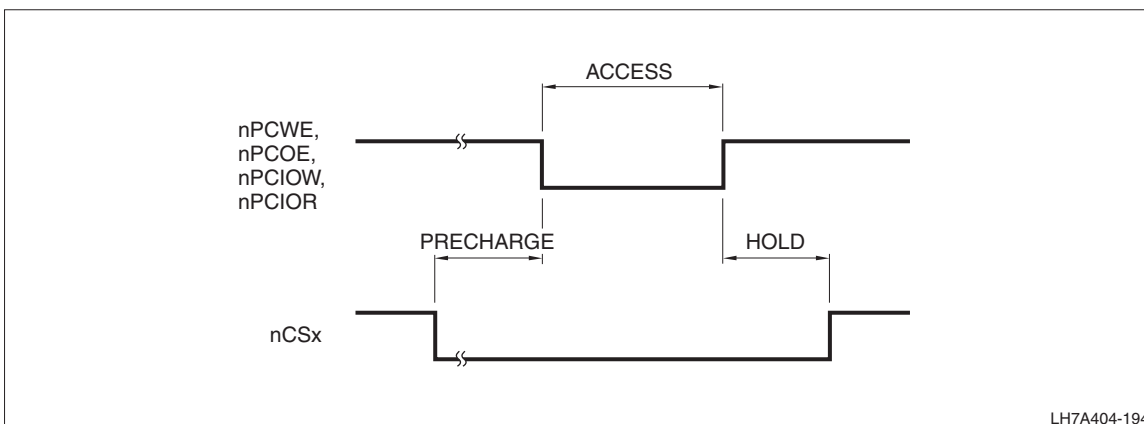 ACCESS
nPCWE,
nPCOE,
nPCIOW,
nPCIOR
PRECHARGE
HOLD
nCSx
LH7A404-194